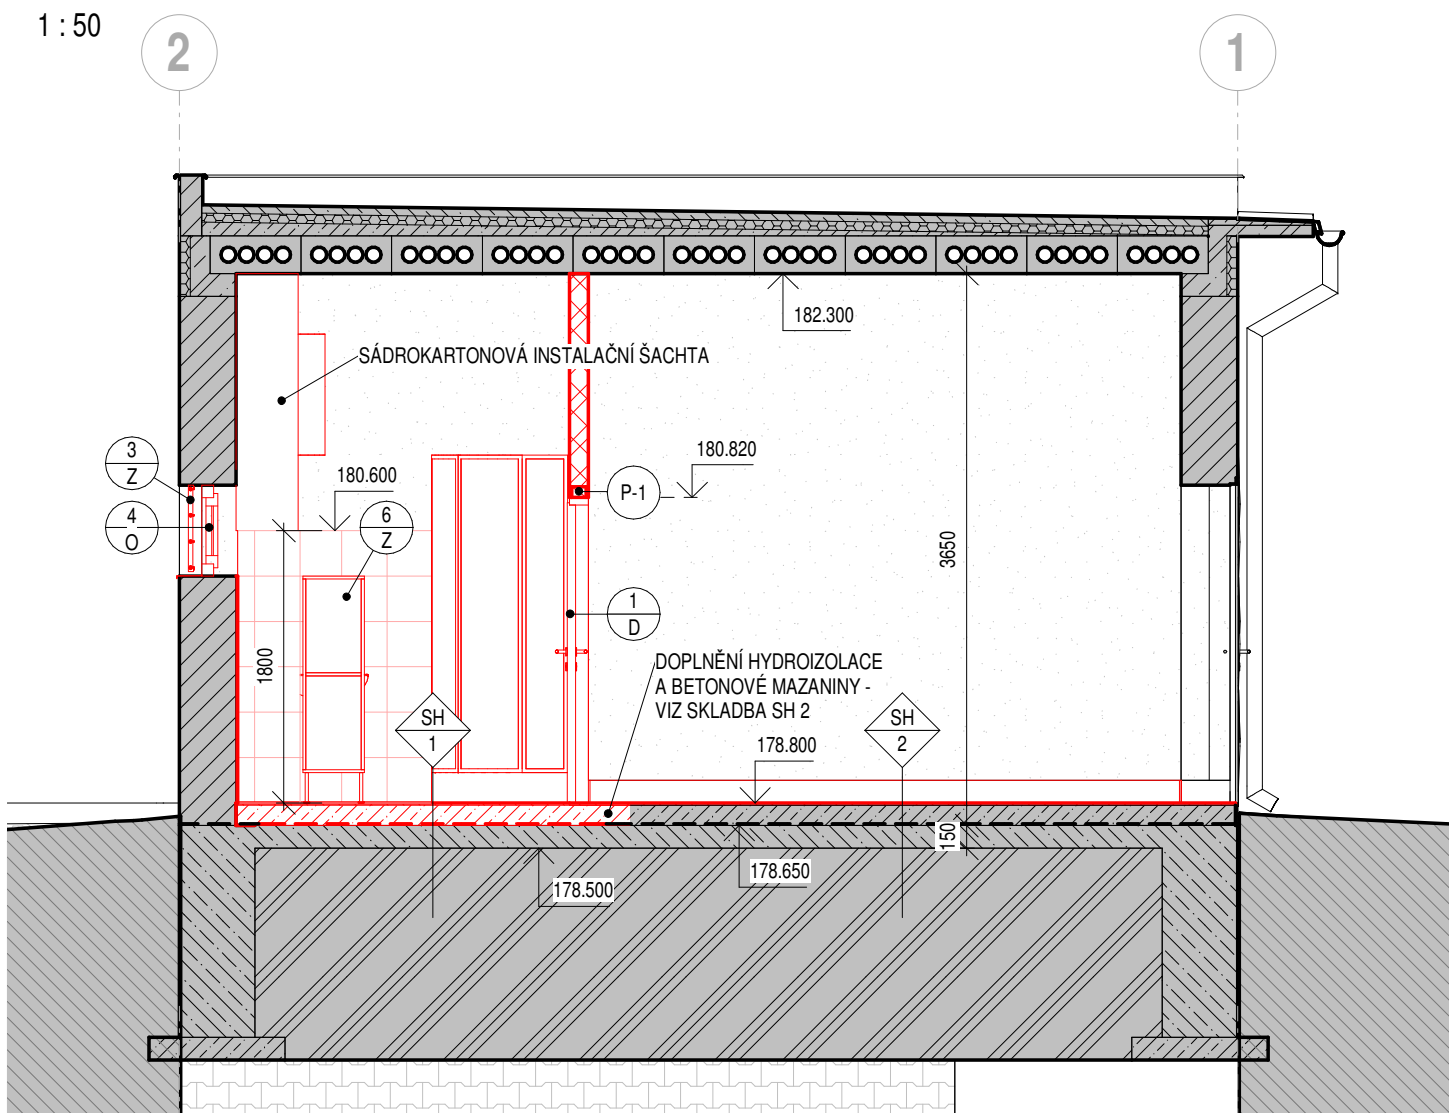 1 : 50
2
1
182.300
SÁDROKARTONOVÁ INSTALAČNÍ ŠACHTA
3
Z
4
O
180.600
6
Z
P-1
180.820
3650
1
D
1800
DOPLNĚNÍ HYDROIZOLACE
A BETONOVÉ MAZANINY -
VIZ SKLADBA SH 2
SH
1
SH
2
178.800
150
178.650
178.500